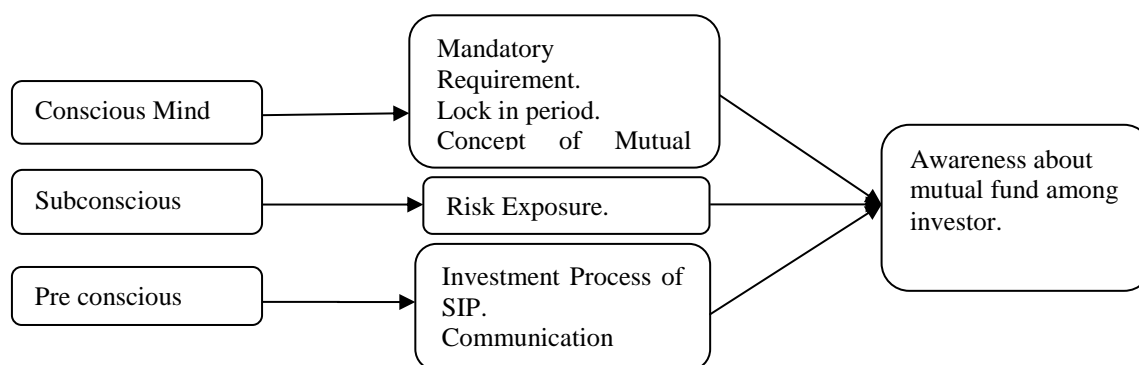 Conscious Mind
Mandatory
Requirement.
Lock in period.
Concept of Mutual
Subconscious
Risk Exposure.
Pre conscious
Investment Process of
SIP.
Communication
Awareness about
mutual fund among
investor.